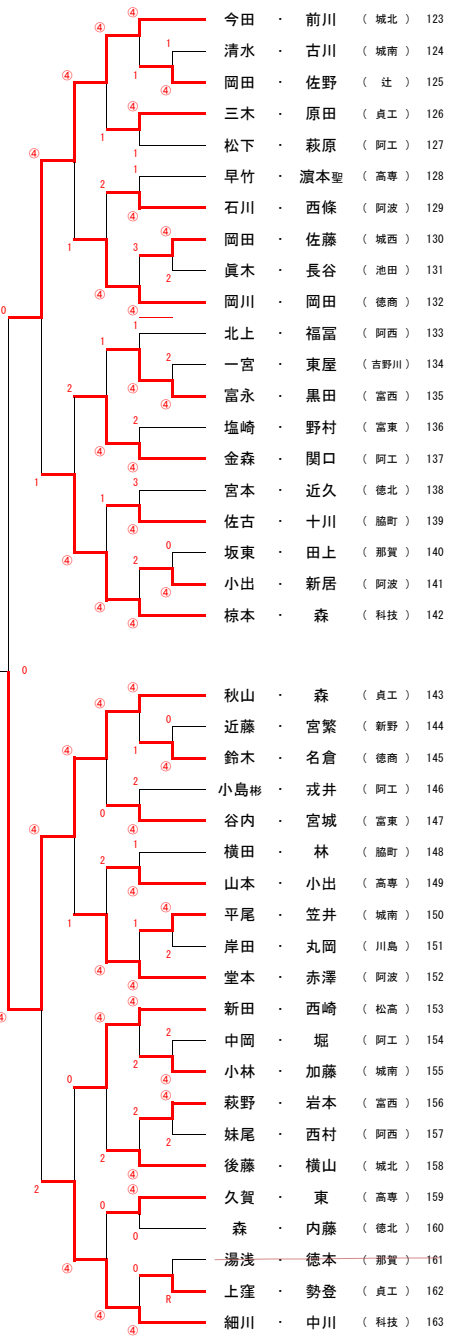 今田 ・ 前川 （ 城北 ） 123
清水 ・ 古川 （ 城南 ） 124
岡田 ・ 佐野 （ 辻 ） 125
三木 ・ 原田 （ 貞工 ） 126
松下 ・ 萩原 （ 阿工 ） 127
早竹 ・ 濵本聖 （ 高専 ） 128
石川 ・ 西條 （ 阿波 ） 129
岡田 ・ 佐藤 （ 城西 ） 130
眞木 ・ 長谷 （ 池田 ） 131
岡川 ・ 岡田 （ 徳商 ） 132
北上 ・ 福冨 （ 阿西 ） 133
一宮 ・ 東屋 （ 吉野川 ） 134
富永 ・ 黒田 （ 富西 ） 135
塩崎 ・ 野村 （ 富東 ） 136
金森 ・ 関口 （ 阿工 ） 137
宮本 ・ 近久 （ 徳北 ） 138
佐古 ・ 十川 （ 脇町 ） 139
坂東 ・ 田上 （ 那賀 ） 140
小出 ・ 新居 （ 阿波 ） 141
椋本 ・ 森 （ 科技 ） 142
秋山 ・ 森 （ 貞工 ） 143
近藤 ・ 宮繁 （ 新野 ） 144
鈴木 ・ 名倉 （ 徳商 ） 145
小島彬 ・ 戎井 （ 阿工 ） 146
谷内 ・ 宮城 （ 富東 ） 147
横田 ・ 林 （ 脇町 ） 148
山本 ・ 小出 （ 高専 ） 149
平尾 ・ 笠井 （ 城南 ） 150
岸田 ・ 丸岡 （ 川島 ） 151
堂本 ・ 赤澤 （ 阿波 ） 152
新田 ・ 西崎 （ 松高 ） 153
中岡 ・ 堀 （ 阿工 ） 154
小林 ・ 加藤 （ 城南 ） 155
萩野 ・ 岩本 （ 富西 ） 156
妹尾 ・ 西村 （ 阿西 ） 157
後藤 ・ 横山 （ 城北 ） 158
久賀 ・ 東 （ 高専 ） 159
森 ・ 内藤 （ 徳北 ） 160
湯浅 ・ 徳本 （ 那賀 ） 161
上窪 ・ 勢登 （ 貞工 ） 162
細川 ・ 中川 （ 科技 ） 163